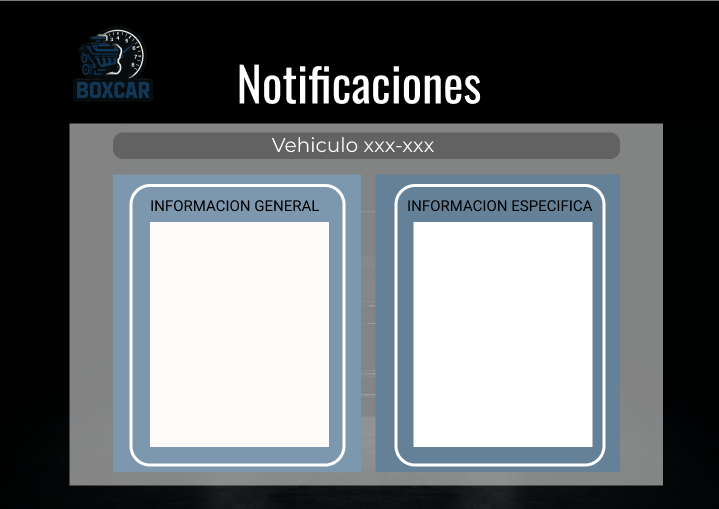 BOXCAR
Notificaciones
Vehiculo xxx-xxx
INFORMACION GENERAL
INFORMACION ESPECIFICA